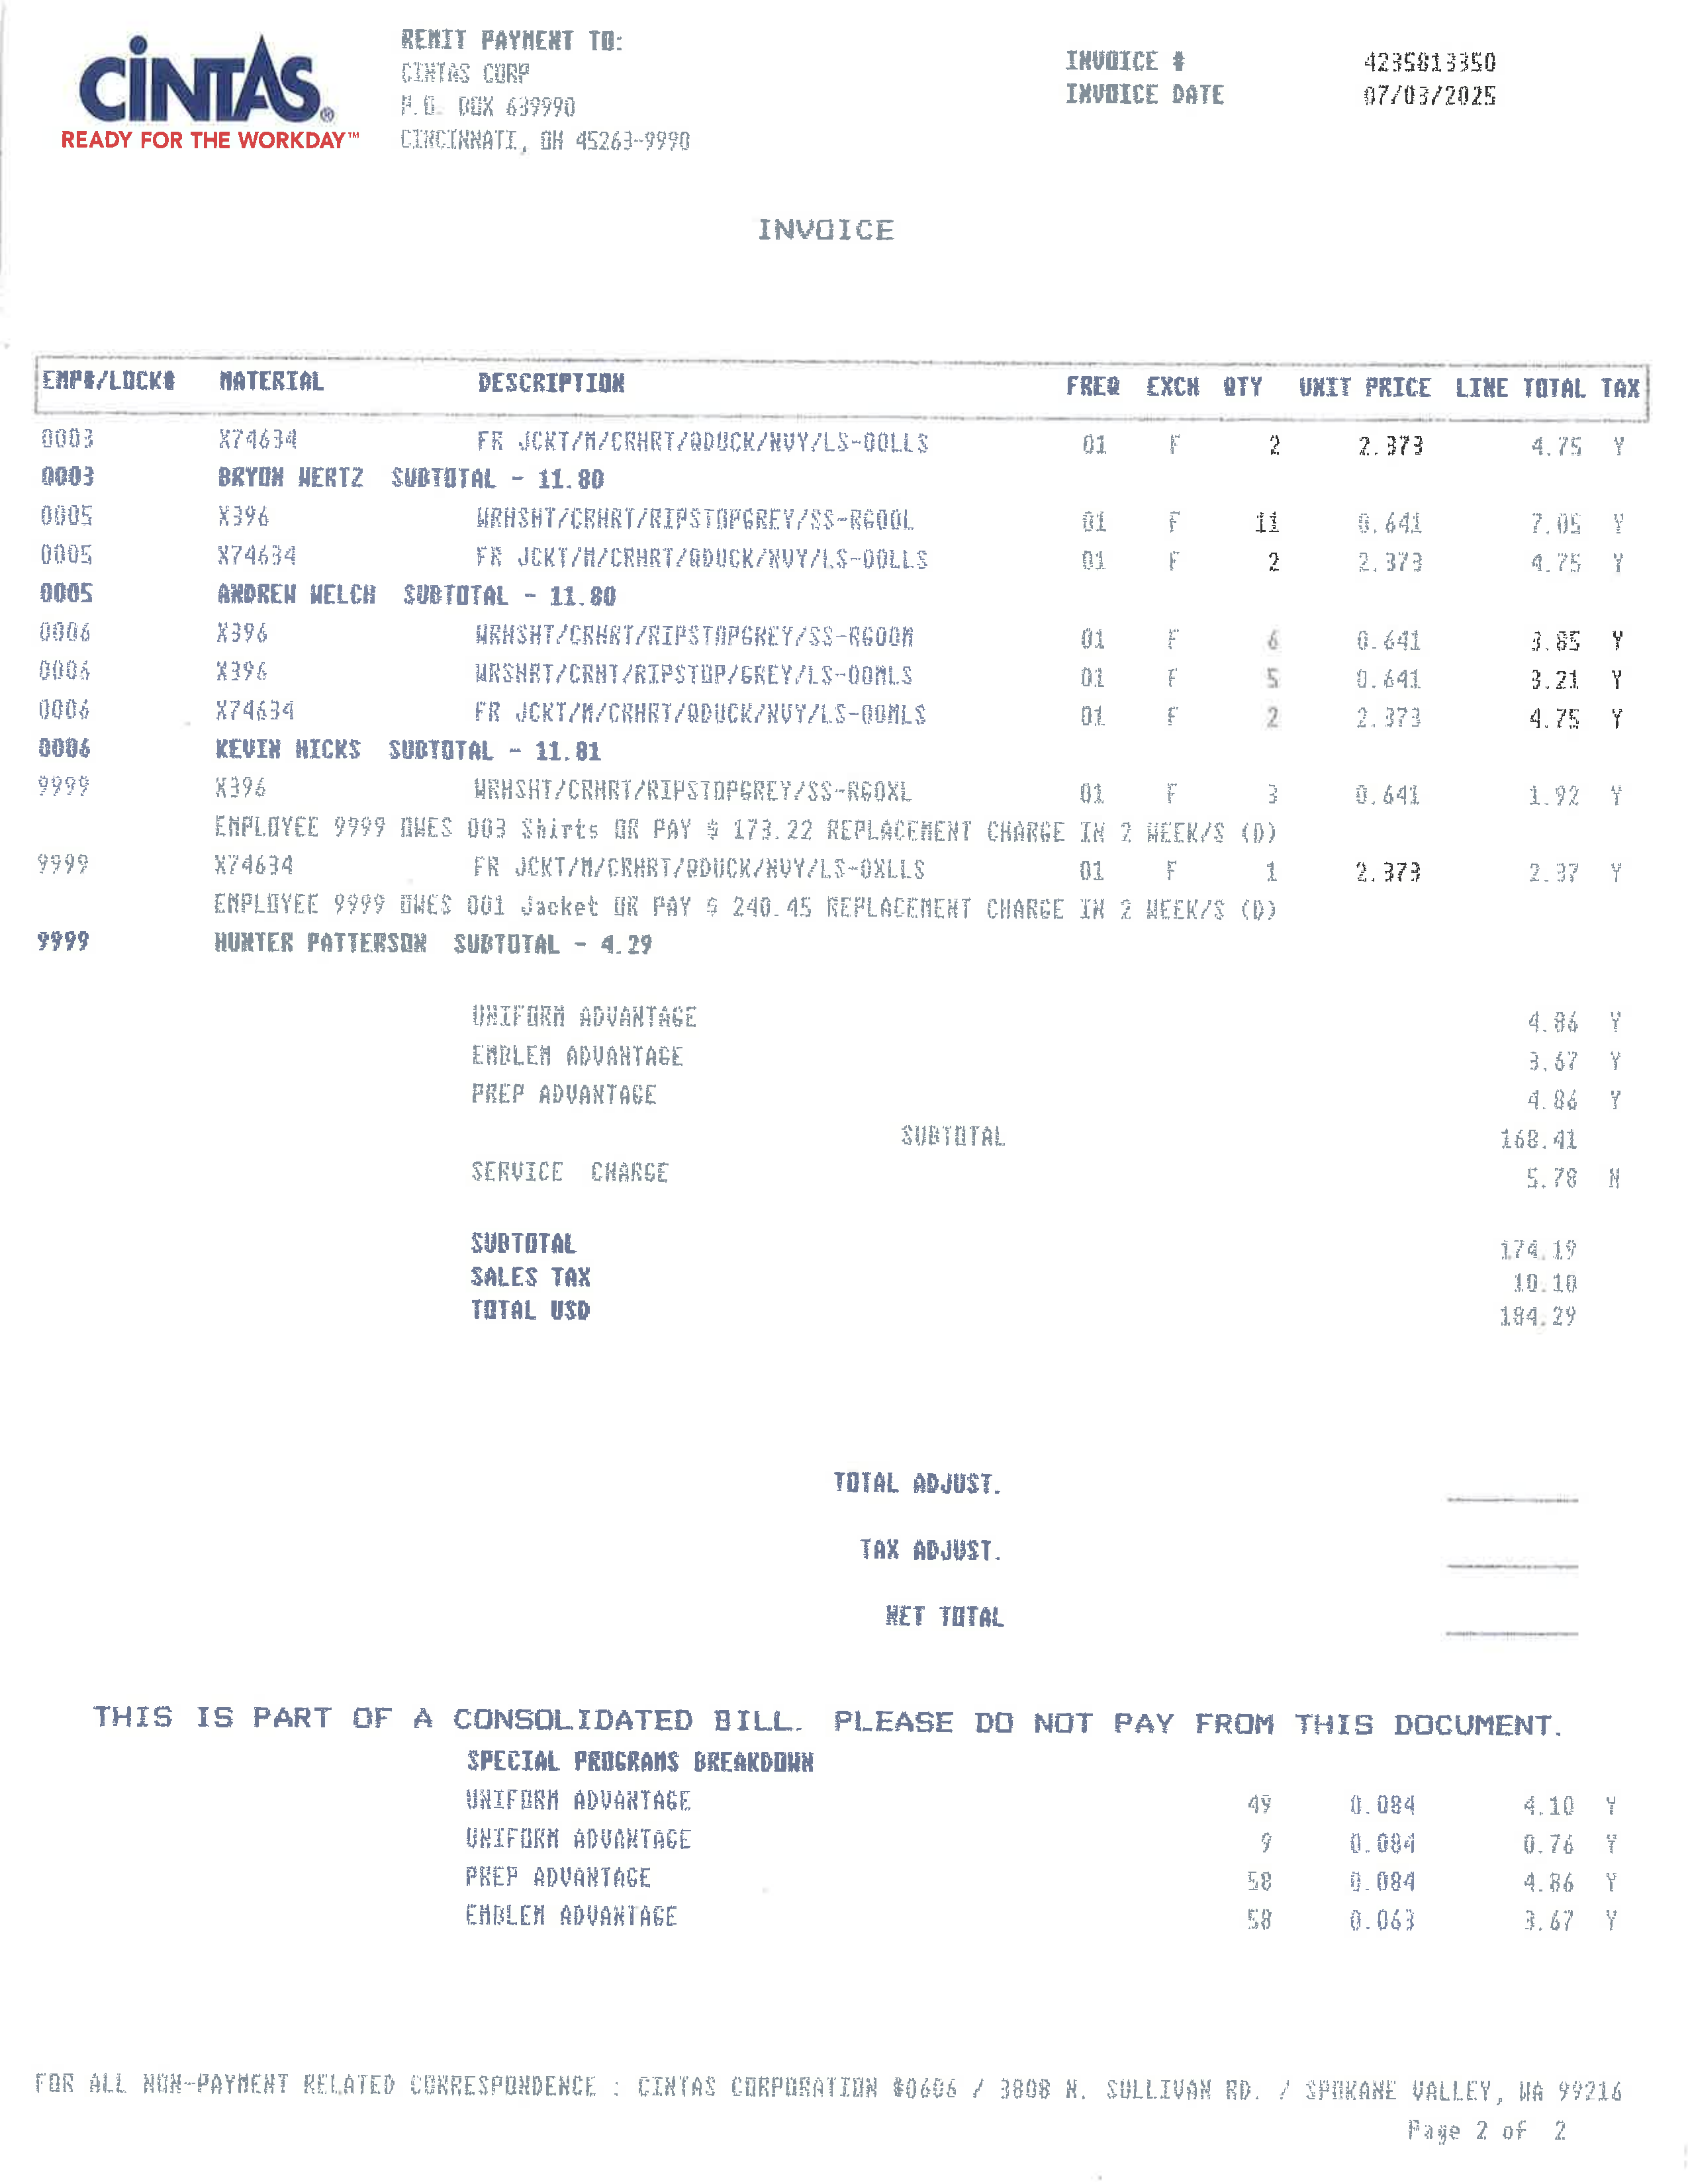 CINTAS®
READY FOR THE WORKDAY™
REMIT PAYMENT TO:
CINTAS CORP
P.O. BOX 639990
CINCINNATI, OH 45263-9990
INVOICE # 4235813350
INVOICE DATE 07/03/2025
INVOICE
EMP#/LOCK# MATERIAL DESCRIPTION FREQ EXCH QTY UNIT PRICE LINE TOTAL TAX
0003 X74634 FR JCKT/M/CRHRT/QDUCK/NVY/LS-00LLS 01 F 2 2.373 4.75 Y
0003 BRYON WERTZ SUBTOTAL - 11.80
0005 X396 WRHSHT/CRHRT/RIPSTOPGREY/SS-RG00L 01 F 11 0.641 7.05 Y
0005 X74634 FR JCKT/M/CRHRT/QDUCK/NVY/LS-00LLS 01 F 2 2.373 4.75 Y
0005 ANDREW WELCH SUBTOTAL - 11.80
0006 X396 WRHSHT/CRHRT/RIPSTOPGREY/SS-RG00M 01 F 6 0.641 3.85 Y
0006 X396 WRSHRT/CRHT/RIPSTOP/GREY/LS-00MLS 01 F 5 0.641 3.21 Y
0006 X74634 FR JCKT/M/CRHRT/QDUCK/NVY/LS-00MLS 01 F 2 2.373 4.75 Y
0006 KEVIN HICKS SUBTOTAL - 11.81
9999 X396 WRHSHT/CRHRT/RIPSTOPGREY/SS-RG0XL 01 F 3 0.641 1.92 Y
EMPLOYEE 9999 OWES 003 Shirts OR PAY $ 173.22 REPLACEMENT CHARGE IN 2 WEEK/S (D)
9999 X74634 FR JCKT/M/CRHRT/QDUCK/NVY/LS-0XLLS 01 F 1 2.373 2.37 Y
EMPLOYEE 9999 OWES 001 Jacket OR PAY $ 240.45 REPLACEMENT CHARGE IN 2 WEEK/S (D)
9999 HUNTER PATTERSON SUBTOTAL - 4.29
UNIFORM ADVANTAGE 4.86 Y
EMBLEM ADVANTAGE 3.67 Y
PREP ADVANTAGE 4.86 Y
SUBTOTAL 168.41
SERVICE CHARGE 5.78 N
SUBTOTAL 174.19
SALES TAX 10.10
TOTAL USD 184.29
TOTAL ADJUST.
TAX ADJUST.
NET TOTAL
THIS IS PART OF A CONSOLIDATED BILL. PLEASE DO NOT PAY FROM THIS DOCUMENT.
SPECIAL PROGRAMS BREAKDOWN
UNIFORM ADVANTAGE 49 0.084 4.10 Y
UNIFORM ADVANTAGE 9 0.084 0.76 Y
PREP ADVANTAGE 58 0.084 4.86 Y
EMBLEM ADVANTAGE 58 0.063 3.67 Y
FOR ALL NON-PAYMENT RELATED CORRESPONDENCE : CINTAS CORPORATION #0606 / 3808 N. SULLIVAN RD. / SPOKANE VALLEY, WA 99216
Page 2 of 2